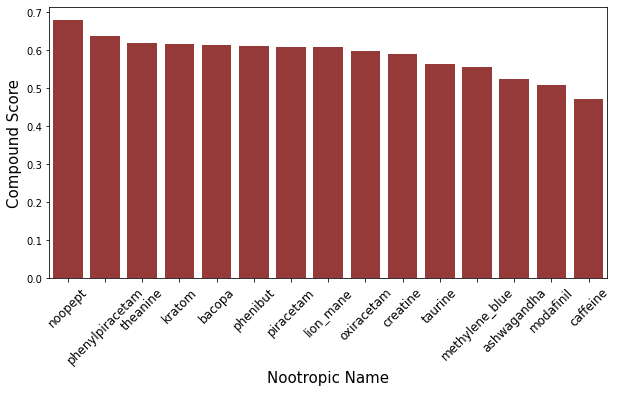 0.7
0.6
0.5
0.4
0.3
0.2
0.1
0.0
Compound Score
noopept
phenylpiracetam
theanine
kratom
bacopa
phenibut
piracetam
lion_mane
oxiracetam
creatine
taurine
methylene_blue
ashwagandha
modafinil
caffeine
Nootropic Name